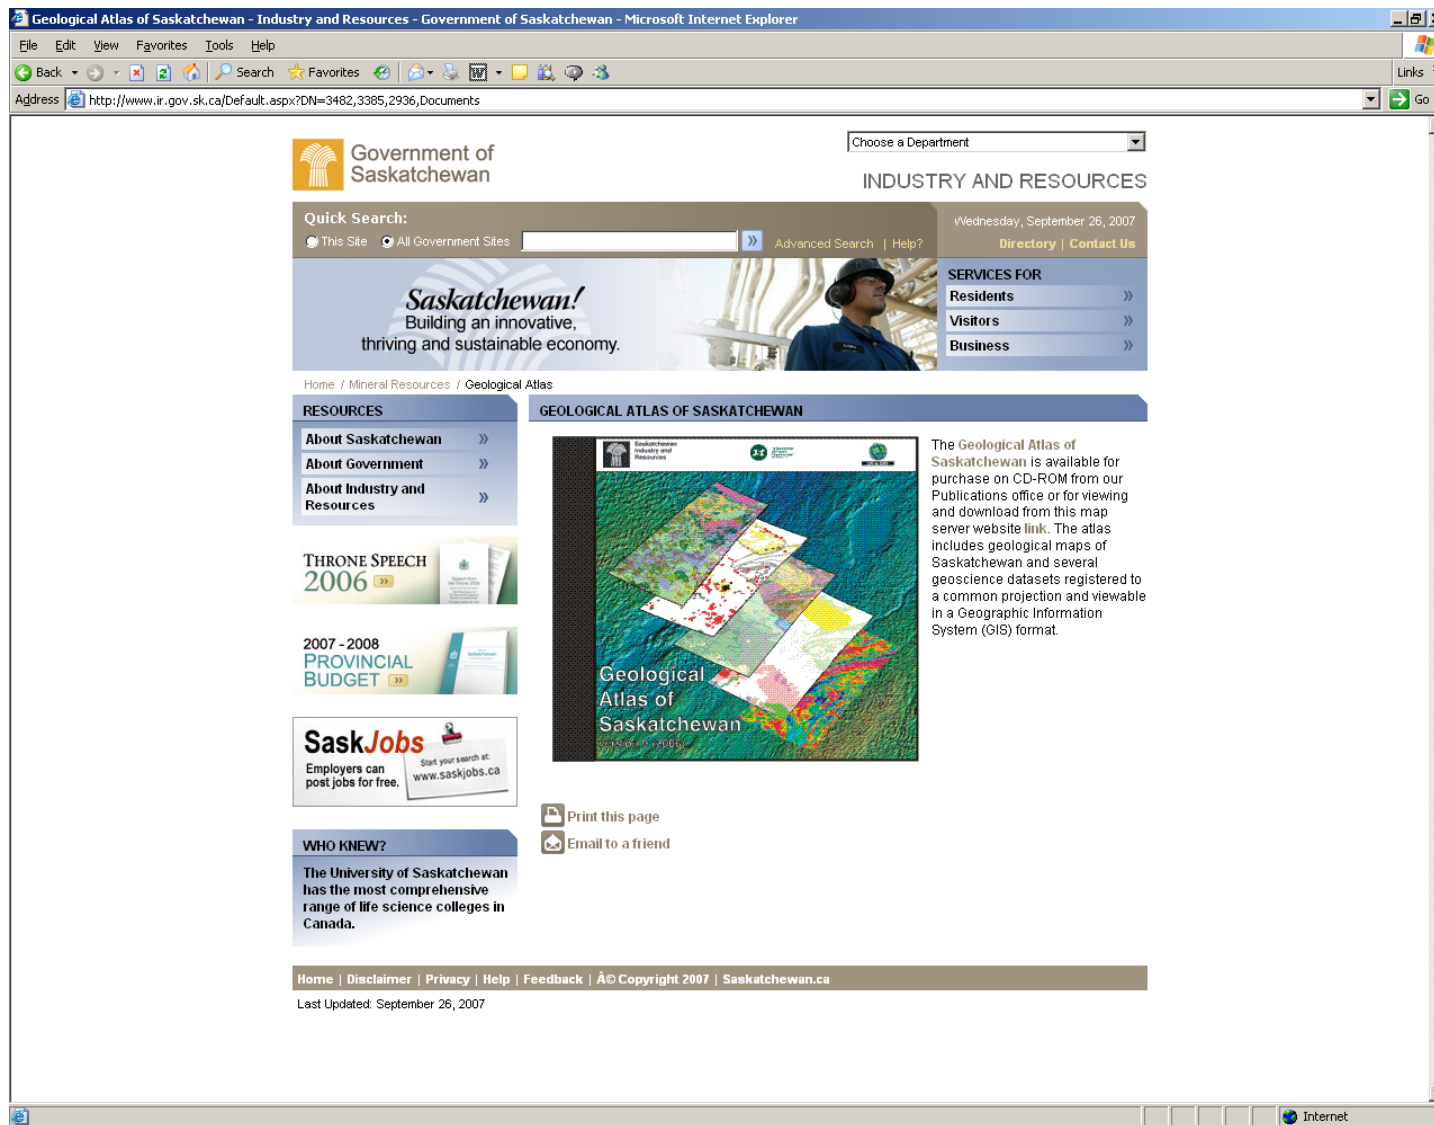 Geological Atlas of Saskatchewan - Industry and Resources - Government of Saskatchewan - Microsoft Internet Explorer
File Edit View Favorites Tools Help
Back Search Favorites
Links
Address http://www.ir.gov.sk.ca/Default.aspx?DN=3482,3385,2936,Documents Go
Government of
Saskatchewan
Choose a Department
INDUSTRY AND RESOURCES
Quick Search:
This Site All Government Sites Advanced Search | Help?
Wednesday, September 26, 2007
Directory | Contact Us
Saskatchewan!
Building an innovative,
thriving and sustainable economy.
SERVICES FOR
Residents
Visitors
Business
Home / Mineral Resources / Geological Atlas
RESOURCES
About Saskatchewan
About Government
About Industry and
Resources
THRONE SPEECH
2006
2007 - 2008
PROVINCIAL
BUDGET
SaskJobs
Employers can
post jobs for free.
Start your search at:
www.saskjobs.ca
WHO KNEW?
The University of Saskatchewan
has the most comprehensive
range of life science colleges in
Canada.
GEOLOGICAL ATLAS OF SASKATCHEWAN
Saskatchewan
Industry and
Resources
Geological
Atlas of
Saskatchewan
Version 9 (2006)
The Geological Atlas of
Saskatchewan is available for
purchase on CD-ROM from our
Publications office or for viewing
and download from this map
server website link. The atlas
includes geological maps of
Saskatchewan and several
geoscience datasets registered to
a common projection and viewable
in a Geographic Information
System (GIS) format.
Print this page
Email to a friend
Home | Disclaimer | Privacy | Help | Feedback | Â© Copyright 2007 | Saskatchewan.ca
Last Updated: September 26, 2007
Internet